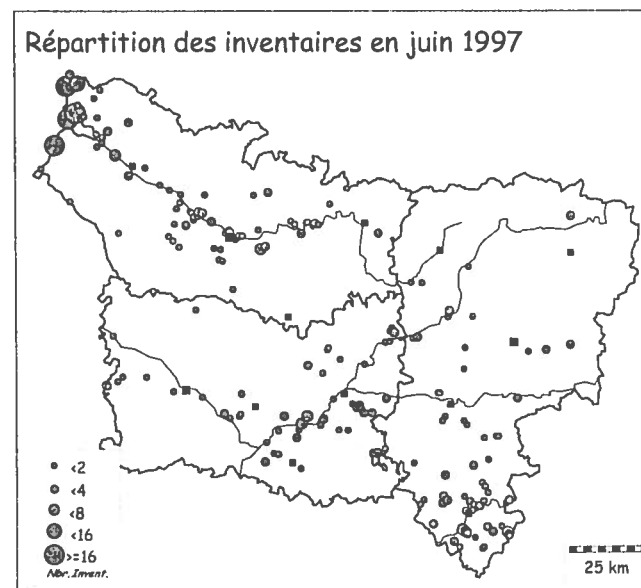 Répartition des inventaires en juin 1997
<2
<4
<8
<16
>=16
Nbr.Invent.
25 km